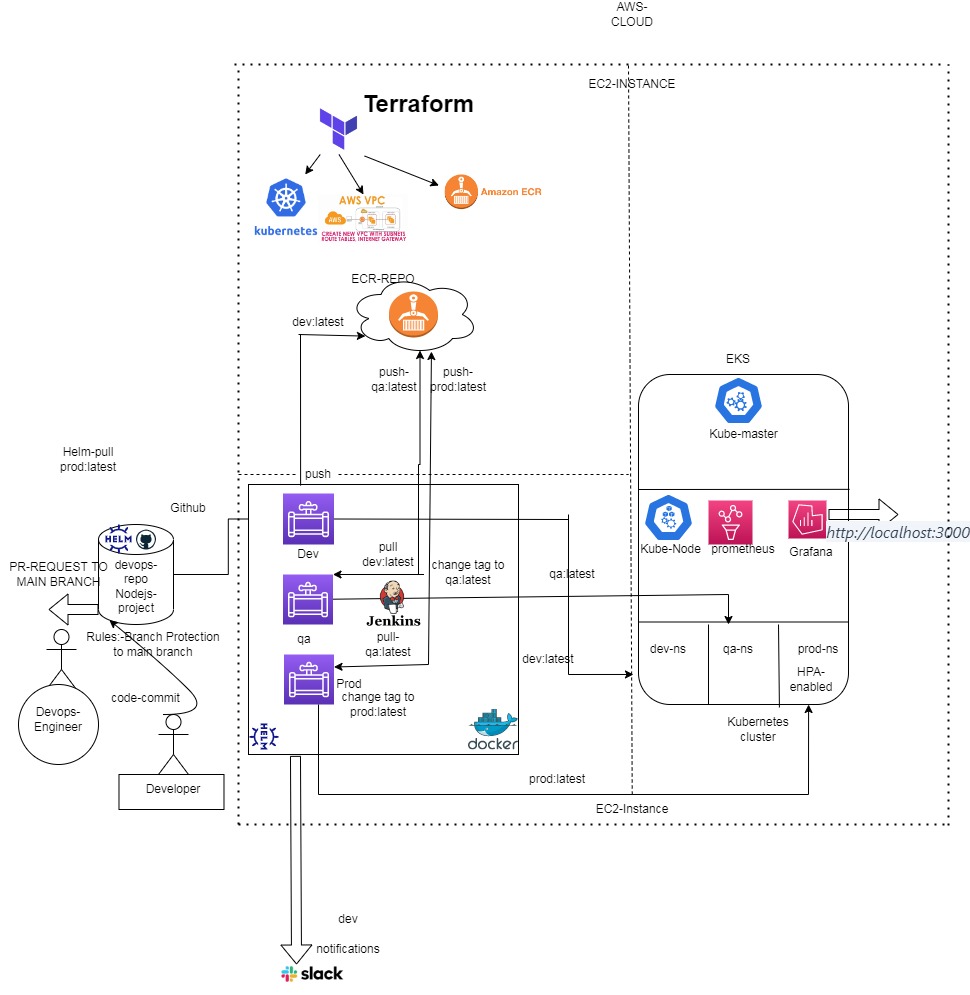 AWS-
CLOUD
EC2-INSTANCE
Terraform
kubernetes
AWS VPC
AWS
CREATE NEW VPC WITH SUBNETS
ROUTE TABLES, INTERNET GATEWAY
Amazon ECR
ECR-REPO
dev:latest
push-
qa:latest
push-
prod:latest
EKS
Kube-master
Helm-pull
prod:latest
push
Github
HELM
devops-
repo
Nodejs-
project
PR-REQUEST TO
MAIN BRANCH
Rules:-Branch Protection
to main branch
code-commit
Devops-
Engineer
Developer
Dev
pull
dev:latest
change tag to
qa:latest
qa:latest
Jenkins
qa
pull-
qa:latest
dev:latest
Prod
change tag to
prod:latest
HELM
docker
Kube-Node
prometheus
Grafana
http://localhost:3000
dev-ns
qa-ns
prod-ns
HPA-
enabled
Kubernetes
cluster
prod:latest
EC2-Instance
dev
notifications
slack